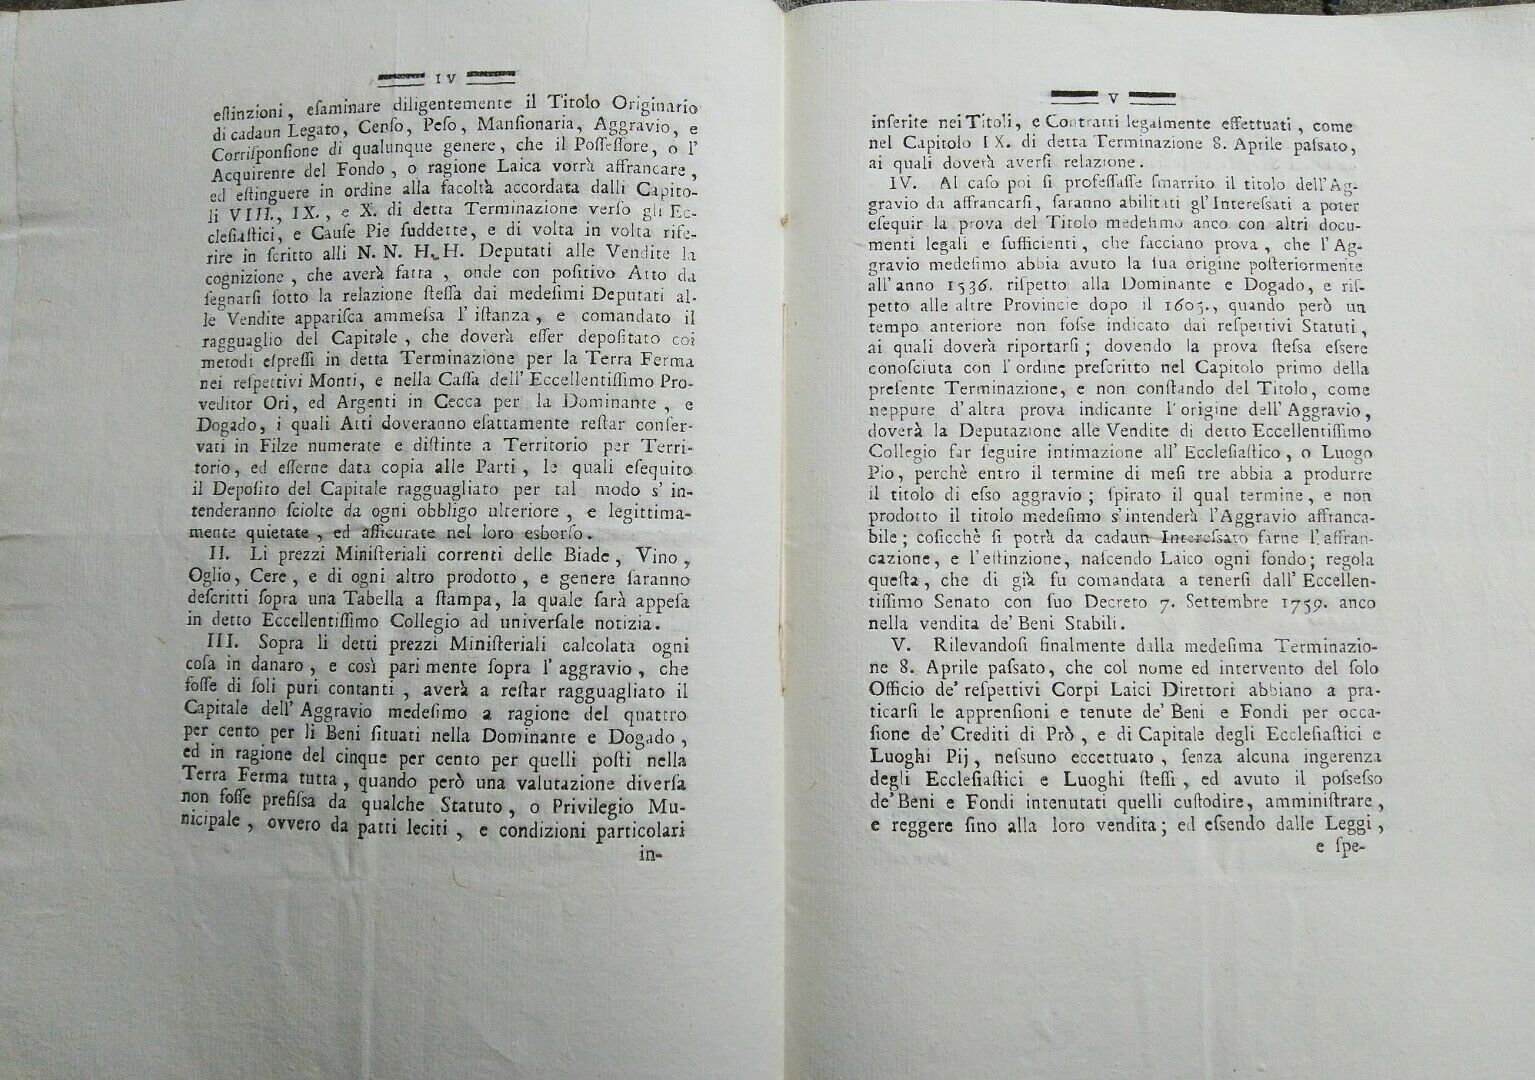 IV
eſtinzioni, eſaminare diligentemente il Titolo Originario
di cadaun Legato, Cenſo, Peſo, Manſionaria, Aggravio, e
Corriſponſione di qualunque genere, che il Poſſeſſore, o l'
Acquirente del Fondo, o ragione Laica vorrà affrancare,
ed eſtinguere in ordine alla facoltà accordata dalli Capito-
li VIII., IX., e X. di detta Terminazione verſo gli Ec-
cleſiaſtici, e Cauſe Pie ſuddette, e di volta in volta rife-
rire in ſcritto alli N. N. H. H. Deputati alle Vendite la
cognizione, che averà fatta, onde con poſitivo Atto da
ſegnarſi ſotto la relazione ſteſſa dai medeſimi Deputati al-
le Vendite appariſca ammeſsa l'iſtanza, e comandato il
ragguaglio del Capitale, che doverà eſſer depoſitato coi
metodi eſpreſſi in detta Terminazione per la Terra Ferma
nei reſpettivi Monti, e nella Caſſa dell'Eccellentiſſimo Pro-
veditor Ori, ed Argenti in Cecca per la Dominante, e
Dogado, i quali Atti doveranno eſattamente reſtar conſer-
vati in Filze numerate e diſtinte a Territorio per Terri-
torio, ed eſſerne data copia alle Parti, le quali eſequito
il Depoſito del Capitale ragguagliato per tal modo s'in-
tenderanno ſciolte da ogni obbligo ulteriore, e legittima-
mente quietate, ed aſſicurate nel loro esborſo.
II. Li prezzi Miniſteriali correnti delle Biade, Vino,
Oglio, Cere, e di ogni altro prodotto, e genere ſaranno
deſcritti ſopra una Tabella a ſtampa, la quale ſarà appeſa
in detto Eccellentiſſimo Collegio ad univerſale notizia.
III. Sopra li detti prezzi Miniſteriali calcolata ogni
coſa in danaro, e così pari mente ſopra l'aggravio, che
foſſe di ſoli puri contanti, averà a reſtar ragguagliato il
Capitale dell'Aggravio medeſimo a ragione del quattro
per cento per li Beni ſituati nella Dominante e Dogado,
ed in ragione del cinque per cento per quelli poſti nella
Terra Ferma tutta, quando però una valutazione diverſa
non foſſe prefiſsa da qualche Statuto, o Privilegio Mu-
nicipale, ovvero da patti leciti, e condizioni particolari
in-
V
inferite nei Titoli, e Contratti legalmente effettuati, come
nel Capitolo IX. di detta Terminazione 8. Aprile paſsato,
ai quali doverà averſi relazione.
IV. Al caſo poi ſi profeſſaſſe ſmarrito il titolo dell'Ag-
gravio da affrancarſi, ſaranno abilitati gl'Intereſsati a poter
eſequir la prova del Titolo medeſimo anco con altri docu-
menti legali e ſufficienti, che facciano prova, che l'Ag-
gravio medeſimo abbia avuto la ſua origine poſteriormente
all'anno 1536. riſpetto alla Dominante e Dogado, e riſ-
petto alle altre Provincie dopo il 1605., quando però un
tempo anteriore non foſse indicato dai reſpettivi Statuti,
ai quali doverà riportarſi; dovendo la prova ſteſsa eſsere
conoſciuta con l'ordine preſcritto nel Capitolo primo della
preſente Terminazione, e non conſtando del Titolo, come
neppure d'altra prova indicante l'origine dell'Aggravio,
doverà la Deputazione alle Vendite di detto Eccellentiſſimo
Collegio far ſeguire intimazione all'Eccleſiaſtico, o Luogo
Pio, perchè entro il termine di meſi tre abbia a produrre
il titolo di eſso aggravio; ſpirato il qual termine, e non
prodotto il titolo medeſimo s'intenderà l'Aggravio affranca-
bile; coſicchè ſi potrà da cadaun Intereſsato farne l'affran-
cazione, e l'eſtinzione, naſcendo Laico ogni fondo; regola
queſta, che di già fu comandata a tenerſi dall'Eccellen-
tiſſimo Senato con ſuo Decreto 7. Settembre 1759. anco
nella vendita de'Beni Stabili.
V. Rilevandoſi finalmente dalla medeſima Terminazio-
ne 8. Aprile paſsato, che col nome ed intervento del ſolo
Officio de'reſpettivi Corpi Laici Direttori abbiano a pra-
ticarſi le apprenſioni e tenute de'Beni e Fondi per occa-
ſione de'Crediti di Prò, e di Capitale degli Eccleſiaſtici e
Luoghi Pij, neſsuno eccettuato, ſenza alcuna ingerenza
degli Eccleſiaſtici e Luoghi ſteſſi, ed avuto il poſseſso
de'Beni e Fondi intenutati quelli cuſtodire, amminiſtrare,
e reggere ſino alla loro vendita; ed eſsendo dalle Leggi,
e ſpe-